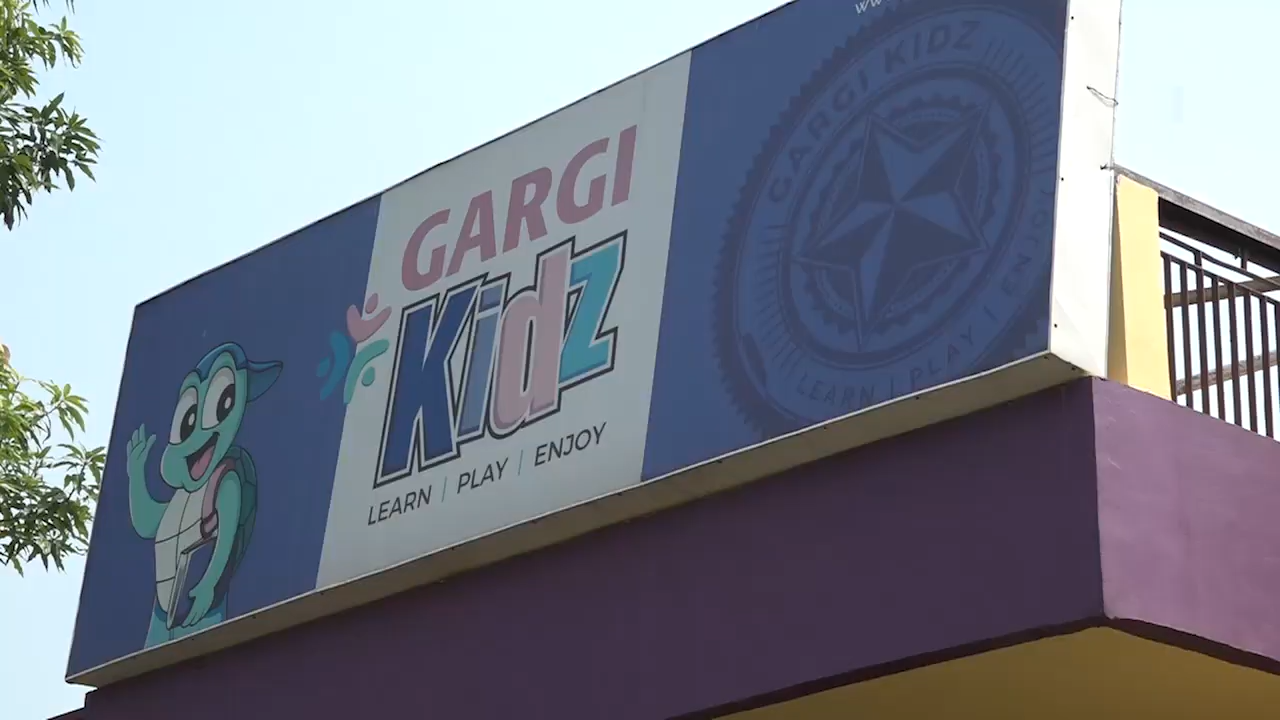 GARGI
Kidz
LEARN | PLAY | ENJOY
GARGI KIDZ
LEARN | PLAY | ENJOY